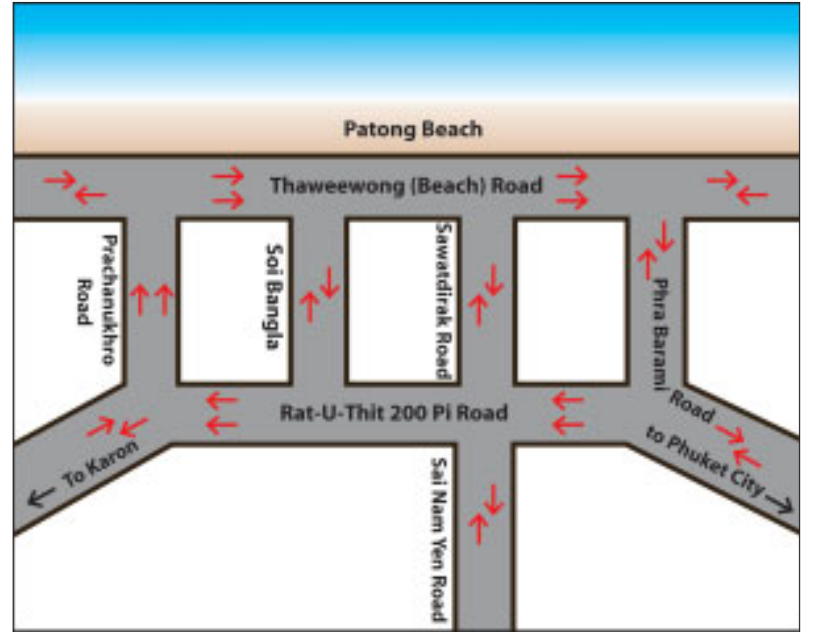 Patong Beach
Thaweewong (Beach) Road
Prachanukhro
Road
Soi Bangla
Sawatdirak Road
Phra Barami
Road
to Phuket City
Rat-U-Thit 200 Pi Road
To Karon
Sai Nam Yen Road